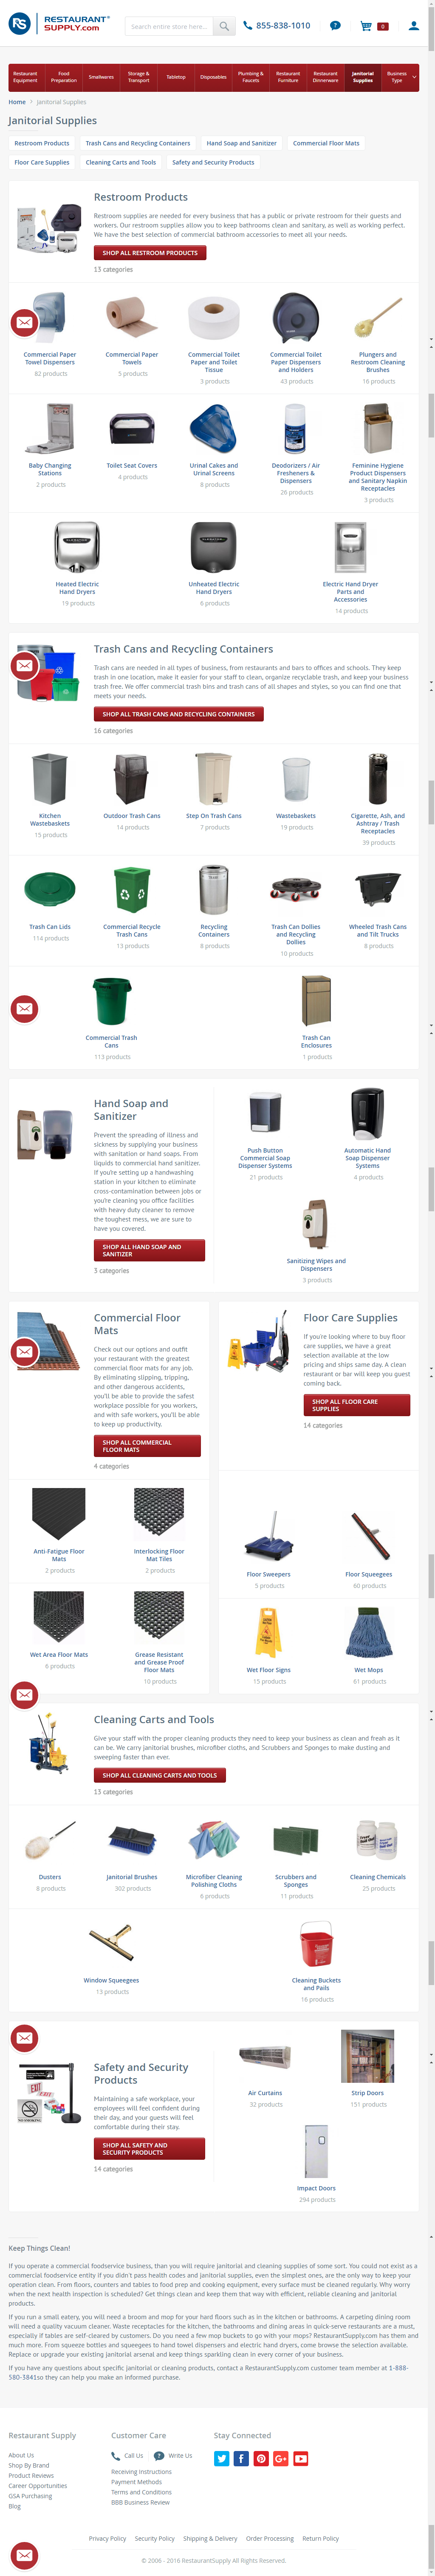 RS RESTAURANT SUPPLY.COM
Search entire store here...
855-838-1010
0
Restaurant Equipment
Food Preparation
Smallwares
Storage & Transport
Tabletop
Disposables
Plumbing & Faucets
Restaurant Furniture
Restaurant Dinnerware
Janitorial Supplies
Business Type
Home
Janitorial Supplies
Janitorial Supplies
Restroom Products
Trash Cans and Recycling Containers
Hand Soap and Sanitizer
Commercial Floor Mats
Floor Care Supplies
Cleaning Carts and Tools
Safety and Security Products
Restroom Products
Restroom supplies are needed for every business that has a public or private restroom for their guests and
workers. Our restroom supplies allow you to keep bathrooms clean and sanitary, as well as working perfect.
We have the best selection of commercial bathroom accessories to meet all your needs.
SHOP ALL RESTROOM PRODUCTS
13 categories
Commercial Paper Towel Dispensers
82 products
Commercial Paper Towels
5 products
Commercial Toilet Paper and Toilet Tissue
3 products
Commercial Toilet Paper Dispensers and Holders
43 products
Plungers and Restroom Cleaning Brushes
16 products
Baby Changing Stations
2 products
Toilet Seat Covers
4 products
Urinal Cakes and Urinal Screens
8 products
Deodorizers / Air Fresheners & Dispensers
26 products
Feminine Hygiene Product Dispensers and Sanitary Napkin Receptacles
3 products
Heated Electric Hand Dryers
19 products
Unheated Electric Hand Dryers
6 products
Electric Hand Dryer Parts and Accessories
14 products
Trash Cans and Recycling Containers
Trash cans are needed in all types of business, from restaurants and bars to offices and schools. They keep
trash in one location, make it easier for your staff to clean, organize recyclable trash, and keep your business
trash free. We offer commercial trash bins and trash cans of all shapes and styles, so you can find one that
meets your needs.
SHOP ALL TRASH CANS AND RECYCLING CONTAINERS
16 categories
Kitchen Wastebaskets
15 products
Outdoor Trash Cans
14 products
Step On Trash Cans
7 products
Wastebaskets
19 products
Cigarette, Ash, and Ashtray / Trash Receptacles
39 products
Trash Can Lids
114 products
Commercial Recycle Trash Cans
13 products
Recycling Containers
8 products
Trash Can Dollies and Recycling Dollies
10 products
Wheeled Trash Cans and Tilt Trucks
8 products
Commercial Trash Cans
113 products
Trash Can Enclosures
1 products
Hand Soap and Sanitizer
Prevent the spreading of illness and
sickness by supplying your business
with sanitation or hand soaps. From
liquids to commercial hand sanitizer.
If you're setting up a handwashing
station in your kitchen to eliminate
cross-contamination between jobs or
you're cleaning you office facilities
with heavy duty cleaner to remove
the toughest mess, we are sure to
have you covered.
SHOP ALL HAND SOAP AND SANITIZER
3 categories
Push Button Commercial Soap Dispenser Systems
21 products
Automatic Hand Soap Dispenser Systems
4 products
Sanitizing Wipes and Dispensers
3 products
Commercial Floor Mats
Check out our options and outfit
your restaurant with the greatest
commercial floor mats for any job.
By eliminating slipping, tripping,
and other dangerous accidents,
you'll be able to provide the safest
workplace possible for you workers,
and with safe workers, you'll be able
to keep up productivity.
SHOP ALL COMMERCIAL FLOOR MATS
4 categories
Anti-Fatigue Floor Mats
2 products
Interlocking Floor Mat Tiles
2 products
Wet Area Floor Mats
6 products
Grease Resistant and Grease Proof Floor Mats
10 products
Floor Care Supplies
If you're looking where to buy floor
care supplies, we have a great
selection available at the low
pricing and ships same day. A clean
restaurant or bar will keep you guest
coming back.
SHOP ALL FLOOR CARE SUPPLIES
14 categories
Floor Sweepers
5 products
Floor Squeegees
60 products
Wet Floor Signs
15 products
Wet Mops
61 products
Cleaning Carts and Tools
Give your staff with the proper cleaning products they need to keep your business as clean and fresh as it
can be. We carry janitorial brushes, microfiber cloths, and Scrubbers and Sponges to make dusting and
sweeping faster than ever.
SHOP ALL CLEANING CARTS AND TOOLS
13 categories
Dusters
8 products
Janitorial Brushes
302 products
Microfiber Cleaning Polishing Cloths
6 products
Scrubbers and Sponges
11 products
Cleaning Chemicals
25 products
Window Squeegees
13 products
Cleaning Buckets and Pails
16 products
Safety and Security Products
Maintaining a safe workplace, your
employees will feel confident during
their day, and your guests will feel
comfortable during their stay.
SHOP ALL SAFETY AND SECURITY PRODUCTS
14 categories
Air Curtains
32 products
Strip Doors
151 products
Impact Doors
294 products
Keep Things Clean!
If you operate a commercial foodservice business, than you will require janitorial and cleaning supplies of some sort. You could not exist as a
commercial foodservice entity if you didn't pass health codes and janitorial supplies, even the simplest ones, are the only way to keep your
operation clean. From floors, counters and tables to food prep and cooking equipment, every surface must be cleaned regularly. Why worry
when the next health inspection is scheduled? Get things clean and keep them that way with efficient, reliable cleaning and janitorial
products.
If you run a small eatery, you will need a broom and mop for your hard floors such as in the kitchen or bathrooms. A carpeting dining room
will need a quality vacuum cleaner. Waste receptacles for the kitchen, the bathrooms and dining areas in quick-serve restaurants are a must,
especially if tables are self-cleared by customers. Do you need a few mop buckets to go with your mops? RestaurantSupply.com has them and
much more. From squeeze bottles and squeegees to hand towel dispensers and electric hand dryers, come browse the selection available.
Replace or upgrade your existing janitorial arsenal and keep things sparkling clean in every corner of your business.
If you have any questions about specific janitorial or cleaning products, contact a RestaurantSupply.com customer team member at 1-888-
580-3841so they can help you make an informed purchase.
Restaurant Supply
About Us
Shop By Brand
Product Reviews
Career Opportunities
GSA Purchasing
Blog
Customer Care
Call Us
Write Us
Receiving Instructions
Payment Methods
Terms and Conditions
BBB Business Review
Stay Connected
Privacy Policy
Security Policy
Shipping & Delivery
Order Processing
Return Policy
© 2006 - 2016 RestaurantSupply All Rights Reserved.